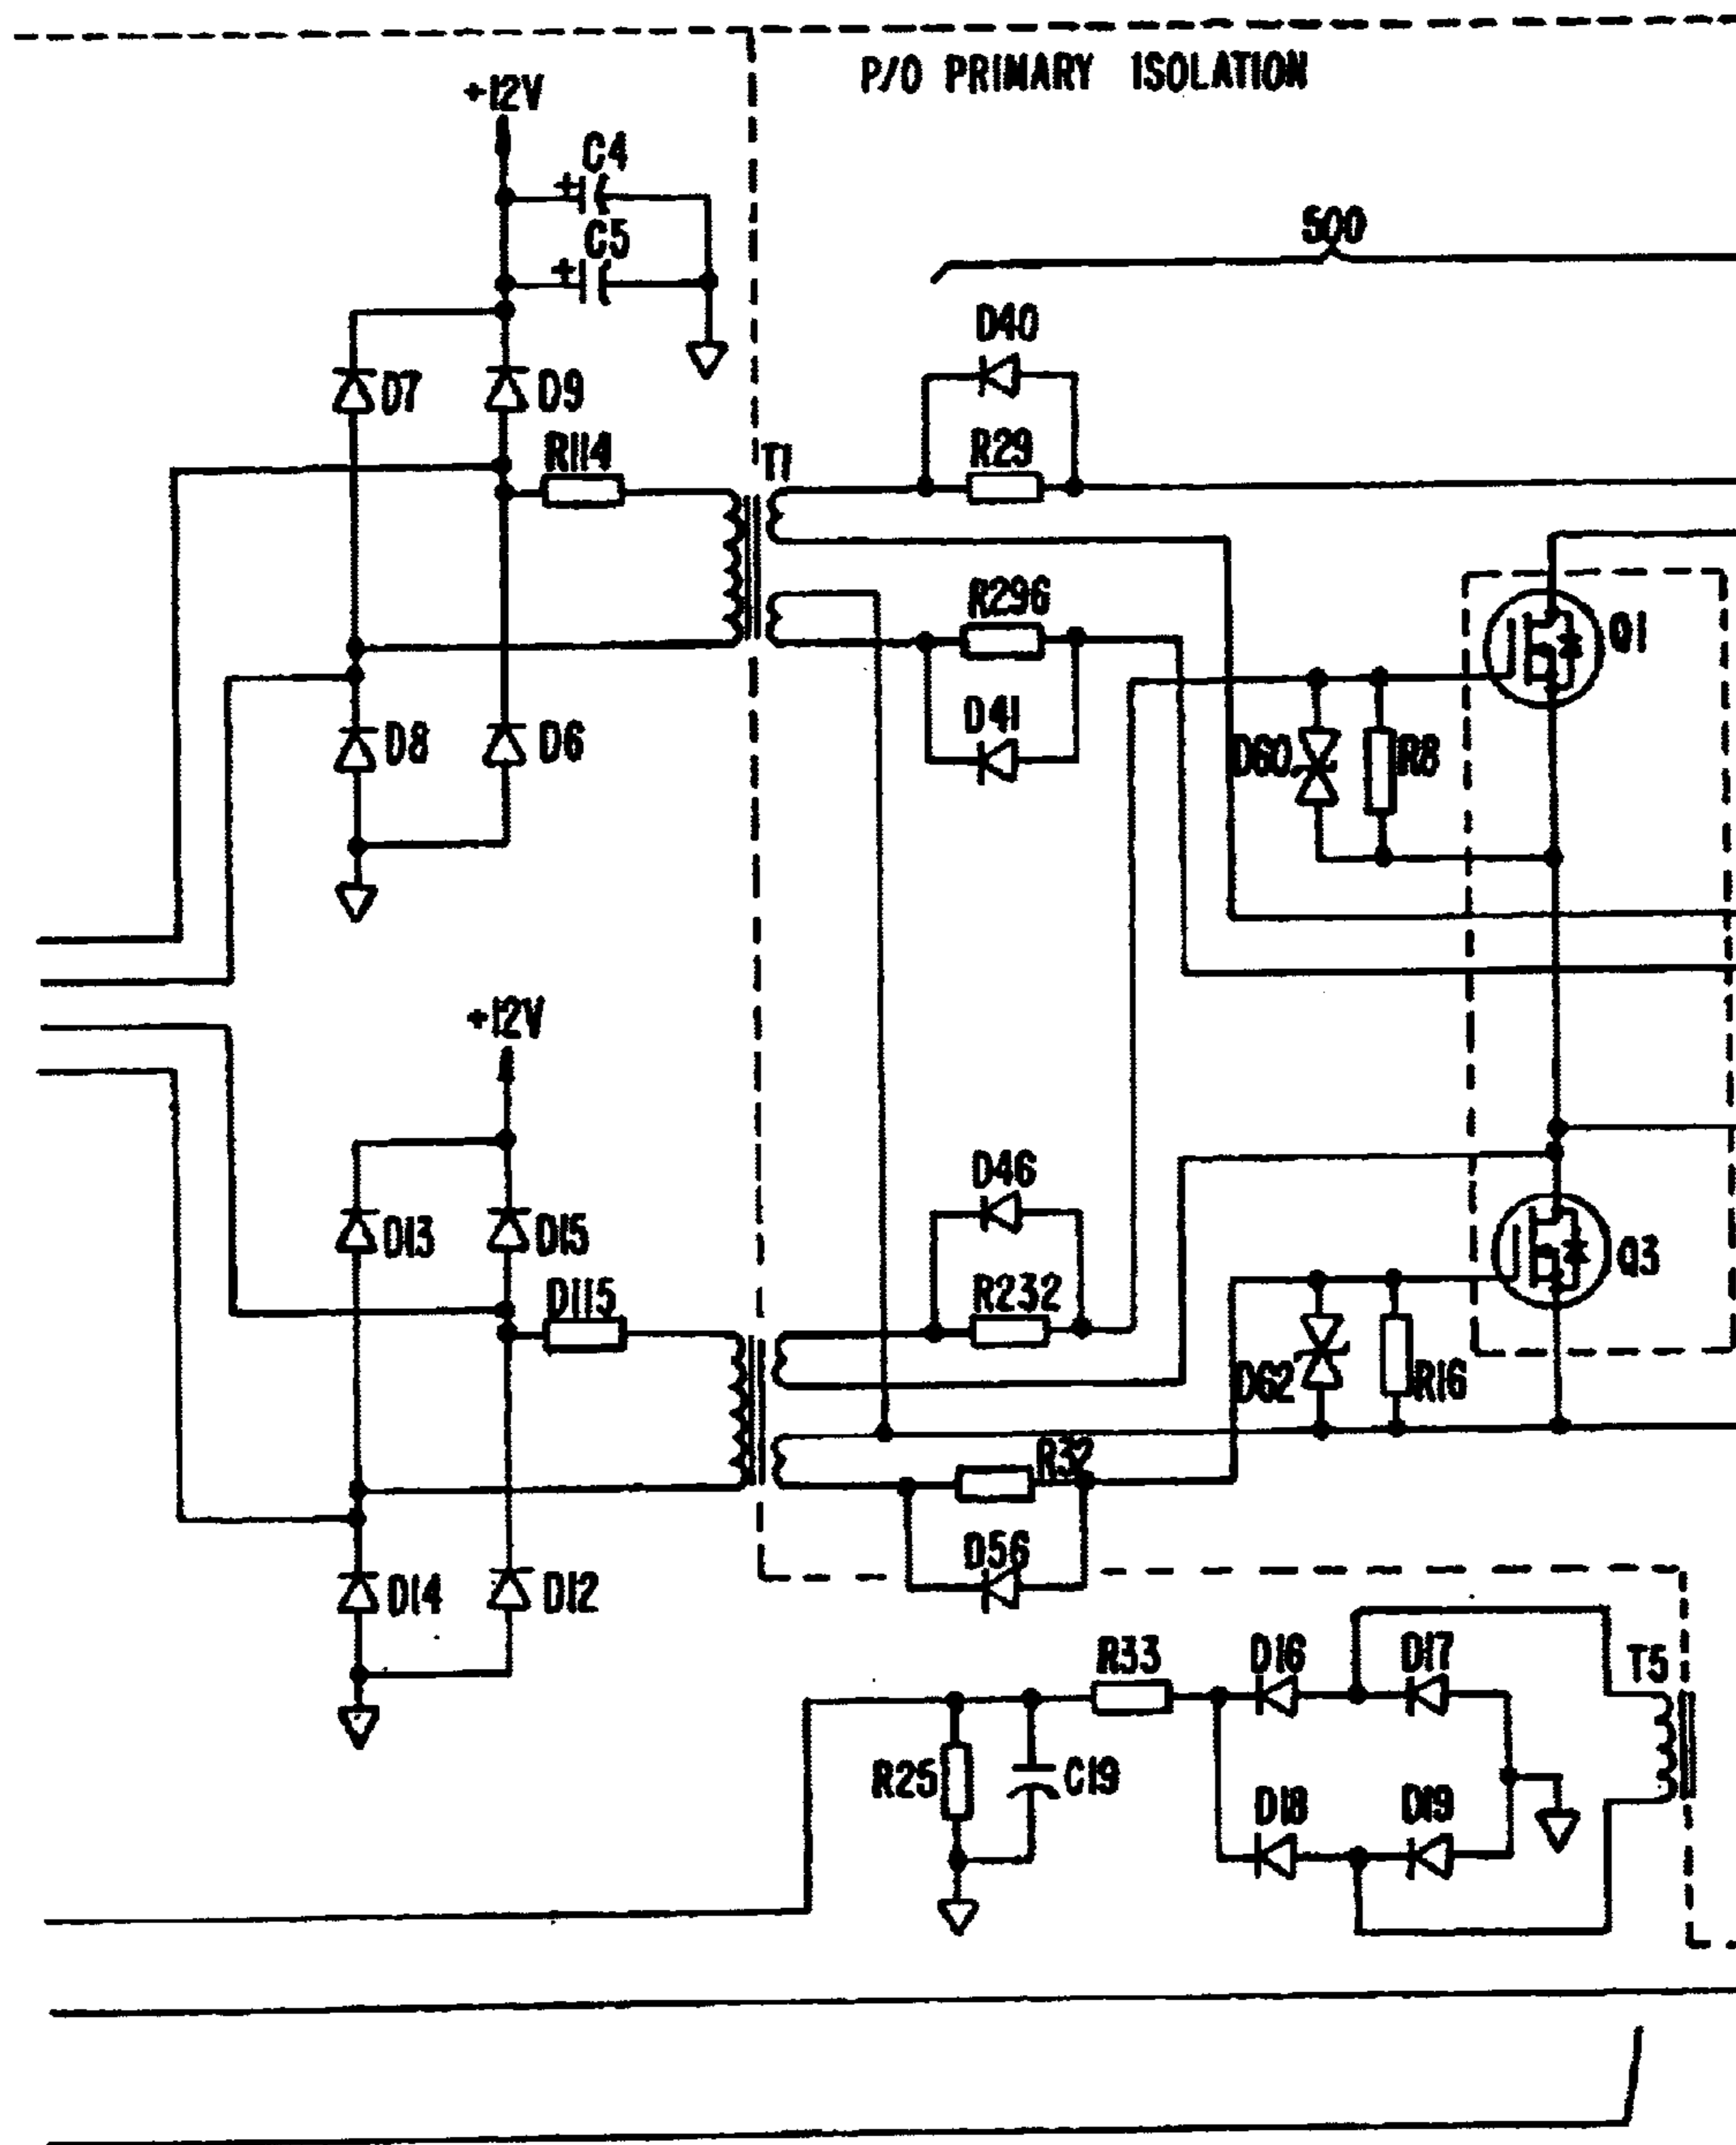 P/O PRIMARY ISOLATION
+12V
C4
C5
500
D40
D7
D9
R29
R114
T1
R296
Q1
D41
D8
D6
D60
R8
+12V
D46
D13
D15
Q3
D115
R232
D62
R16
R32
D56
D14
D12
R33
D16
D17
T5
R25
C19
D18
D19